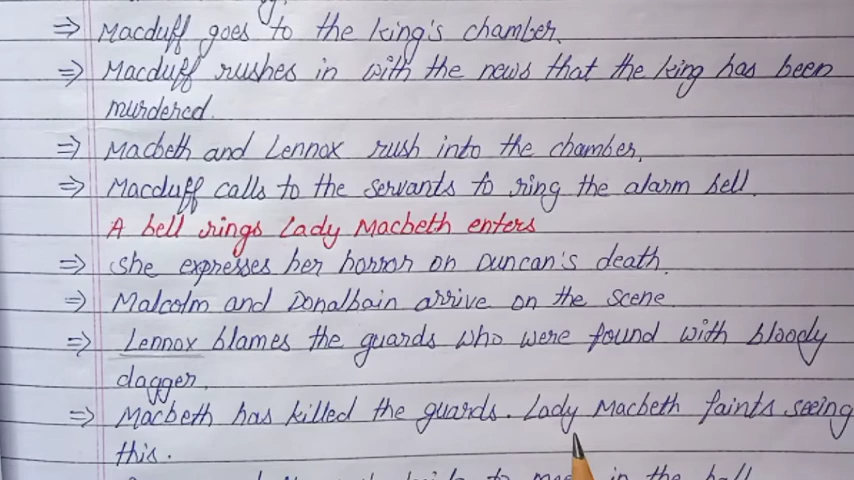 ⇒ Macduff goes to the king's chamber.
⇒ Macduff rushes in with the news that the king has been
murdered.
⇒ Macbeth and Lennox rush into the chamber.
⇒ Macduff calls to the servants to ring the alarm bell.
A bell rings Lady Macbeth enters
⇒ she expresses her horror on Duncan's death.
⇒ Malcolm and Donalbain arrive on the scene
⇒ Lennox blames the guards who were found with bloody
dagger.
⇒ Macbeth has killed the guards. Lady Macbeth faints seeing
this.
in the hall